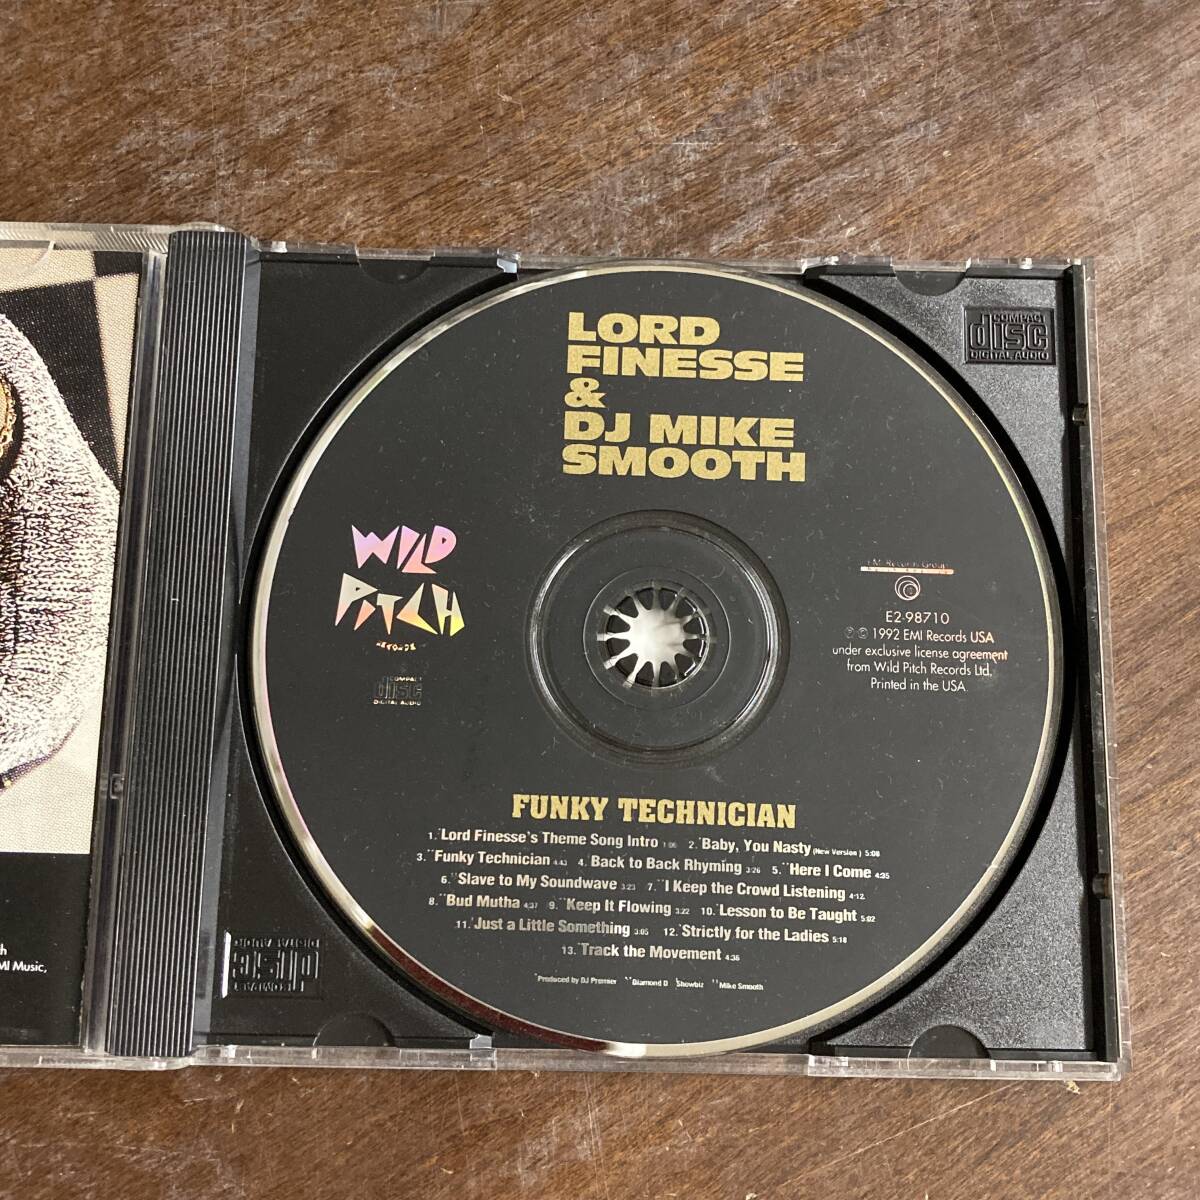 LORD
FINESSE
&
DJ MIKE
SMOOTH
COMPACT
disc
DIGITAL AUDIO
WILD
PITCH
RECORDS
COMPACT
disc
DIGITAL AUDIO
EMI Records Group
E2-98710
℗ © 1992 EMI Records USA
under exclusive license agreement
from Wild Pitch Records Ltd.
Printed in the USA.
FUNKY TECHNICIAN
1. Lord Finesse's Theme Song Intro 1:06 2. Baby, You Nasty (New Version) 5:08
3. Funky Technician 4:43 4. Back to Back Rhyming 3:26 5. Here I Come 4:35
6. Slave to My Soundwave 3:23 7. I Keep the Crowd Listening 4:12
8. Bud Mutha 4:37 9. Keep It Flowing 3:22 10. Lesson to Be Taught 5:02
11. Just a Little Something 3:05 12. Strictly for the Ladies 5:18
13. Track the Movement 4:36
Produced by DJ Premier Diamond D Showbiz Mike Smooth
COMPACT
disc
DIGITAL AUDIO
MI Music,